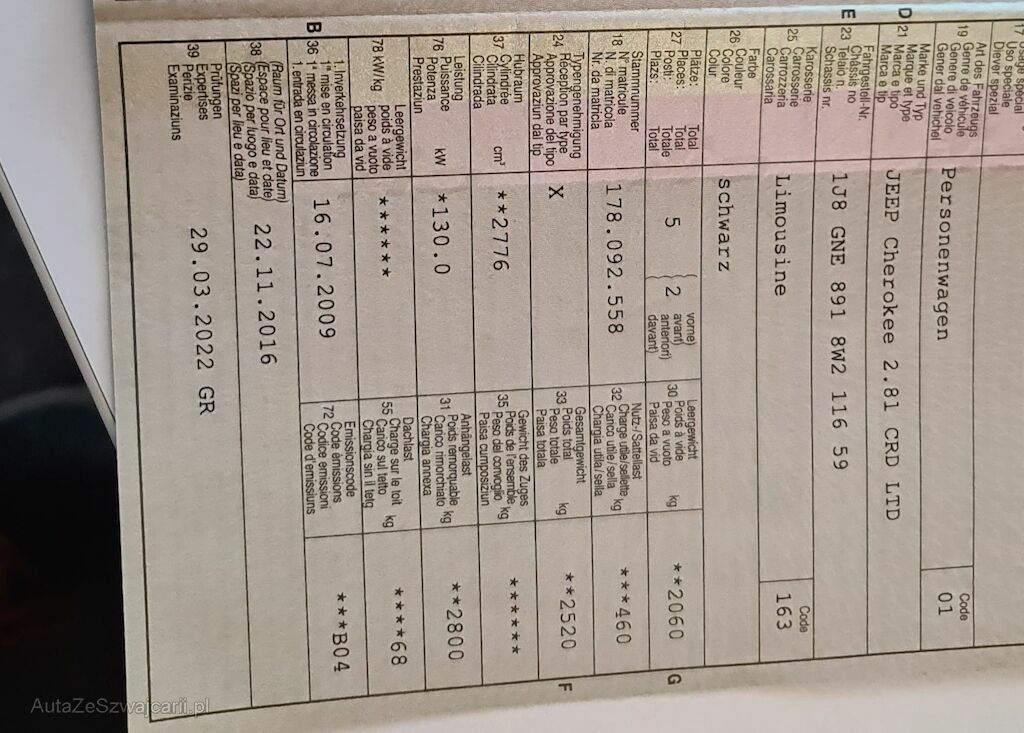 17 Usage spécial
Uso speciale
Diever spezial
Art des Fahrzeugs
19 Genre de véhicule
Genere di veicolo
Gener dal vehichel
Personenwagen
Code
01
Marke und Typ
D 21 Marque et type
Marca e tipo
Marca e tip
JEEP Cherokee 2.81 CRD LTD
Fahrgestell-Nr.
E 23 Châssis no
Telaio n.
Schassis nr.
1J8 GNE 891 8W2 116 59
Karosserie
25 Carrosserie
Carrozzeria
Carossaria
Limousine
Code
163
Farbe
26 Couleur
Colore
Colur
schwarz
Plätze: Total
27 Places: Total
Posti: Totale
Plazs: Total
5
2
vorne)
avant)
anteriori)
davant)
Leergewicht
30 Poids à vide
Peso a vuoto
Paisa da vid
kg
**2060
G
Stammnummer
18 N° matricule
N. di matricola
Nr. da matricla
178.092.558
Nutz-/Sattellast
32 Charge utile/sellette kg
Carico utile/sella
Chargia utila/sella
***460
Typengenehmigung
24 Réception par type
Approvazione del tipo
Approvaziun dal tip
X
Gesamtgewicht
33 Poids total
Peso totale
Paisa totala
kg
**2520
F
Hubraum
37 Cylindrée
Cilindrata
Cilindrada
cm³
**2776
Gewicht des Zuges
35 Poids de l'ensemble kg
Peso del convoglio
Paisa cumposiziun
******
Leistung
76 Puissance
Potenza
Prestaziun
kW
*130.0
Anhängelast
31 Poids remorquable kg
Carico rimorchiato
Chargia annexa
**2800
Leergewicht
78 kW/kg poids à vide
peso a vuoto
paisa da vid
******
Dachlast
55 Charge sur le toit kg
Carico sul tetto
Chargia sin il tetg
****68
B
1. Inverkehrsetzung
36 1re mise en circulation
1a messa in circolazione
1. entrada en circulaziun
16.07.2009
Emissionscode
72 Code émissions
Codice emissioni
Code d'emissiuns
***B04
(Raum für Ort und Datum)
38 (Espace pour lieu et date)
(Spazio per luogo e data)
(Spazi per lieu e data)
22.11.2016
Prüfungen
39 Expertises
Perizie
Examinaziuns
29.03.2022 GR
AutaZeSzwajcarii.pl